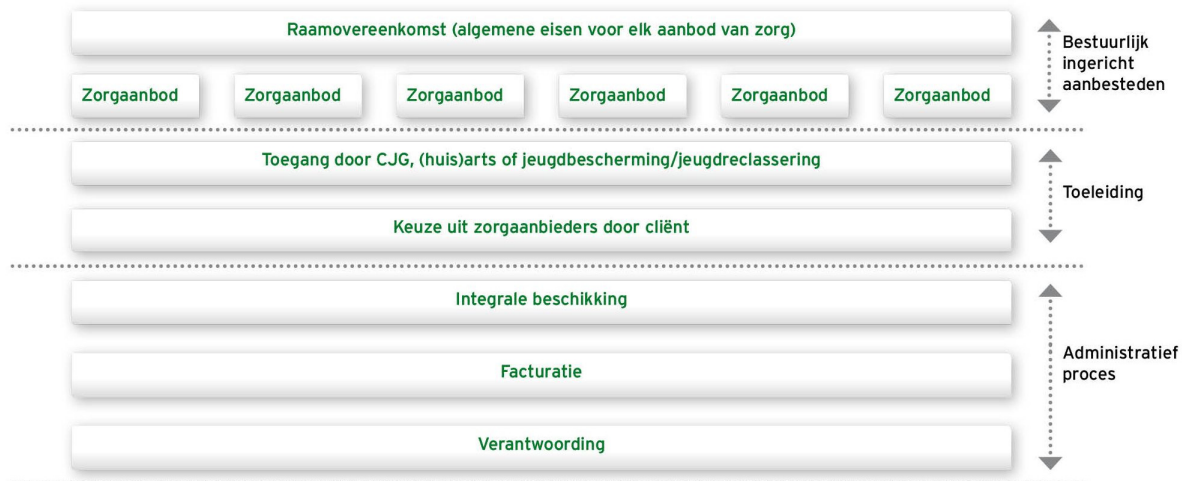 Raamovereenkomst (algemene eisen voor elk aanbod van zorg)
Bestuurlijk
ingericht
aanbesteden
Zorgaanbod Zorgaanbod Zorgaanbod Zorgaanbod Zorgaanbod Zorgaanbod
Toegang door CJG, (huis)arts of jeugdbescherming/jeugdreclassering
Toeleiding
Keuze uit zorgaanbieders door cliënt
Integrale beschikking
Administratief
proces
Facturatie
Verantwoording